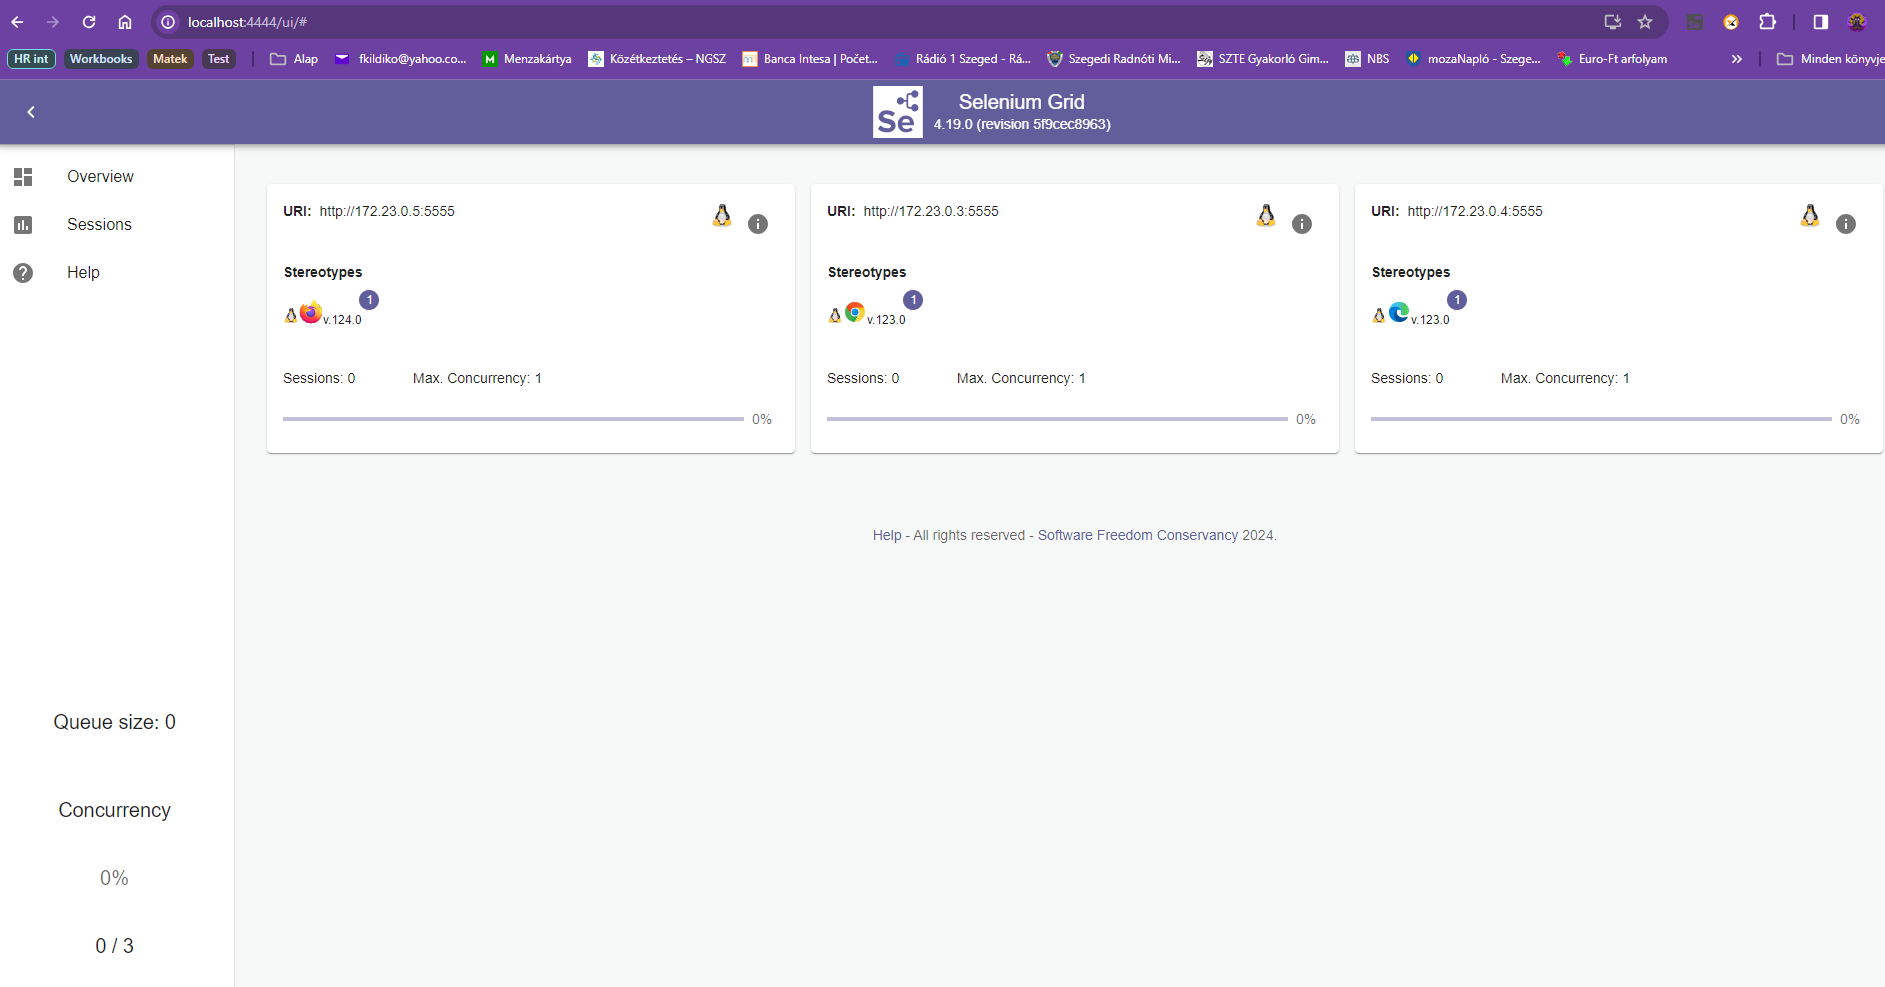 localhost:4444/ui/#
HR int Workbooks Matek Test Alap fkildiko@yahoo.co... Menzakártya Közétkeztetés – NGSZ Banca Intesa | Počet... Rádió 1 Szeged - Rá... Szegedi Radnóti Mi... SZTE Gyakorló Gim... NBS mozaNapló - Szege... Euro-Ft arfolyam » Minden könyvje
Se
Selenium Grid
4.19.0 (revision 5f9cec8963)
Overview
Sessions
Help
Queue size: 0
Concurrency
0%
0 / 3
URI: http://172.23.0.5:5555
Stereotypes
v.124.0 1
Sessions: 0 Max. Concurrency: 1
0%
URI: http://172.23.0.3:5555
Stereotypes
v.123.0 1
Sessions: 0 Max. Concurrency: 1
0%
URI: http://172.23.0.4:5555
Stereotypes
v.123.0 1
Sessions: 0 Max. Concurrency: 1
0%
Help - All rights reserved - Software Freedom Conservancy 2024.